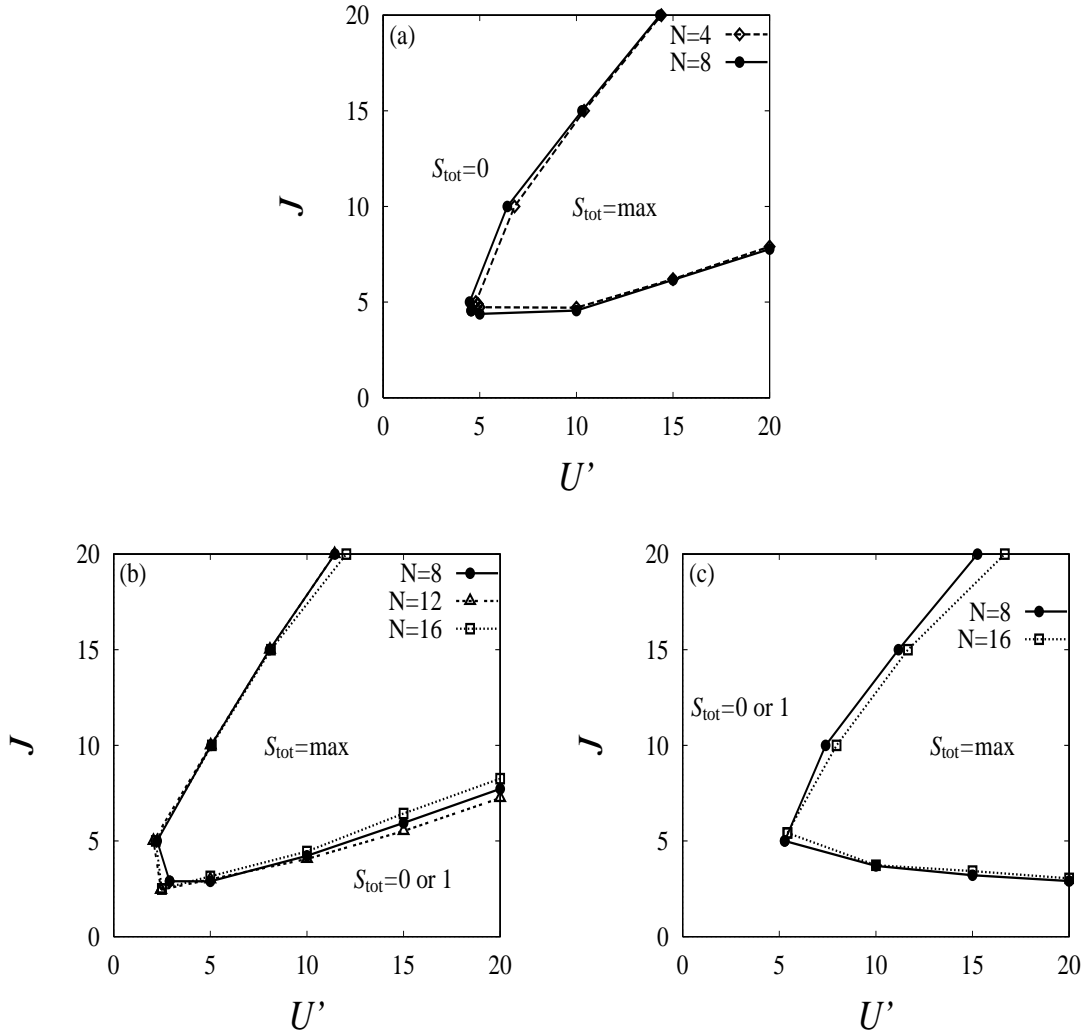 (a)
N=4
N=8
20
15
10
5
0
J
S_tot=0
S_tot=max
0 5 10 15 20
U’
(b)
N=8
N=12
N=16
20
15
10
5
0
J
S_tot=max
S_tot=0 or 1
0 5 10 15 20
U’
(c)
N=8
N=16
20
15
10
5
0
J
S_tot=0 or 1
S_tot=max
0 5 10 15 20
U’